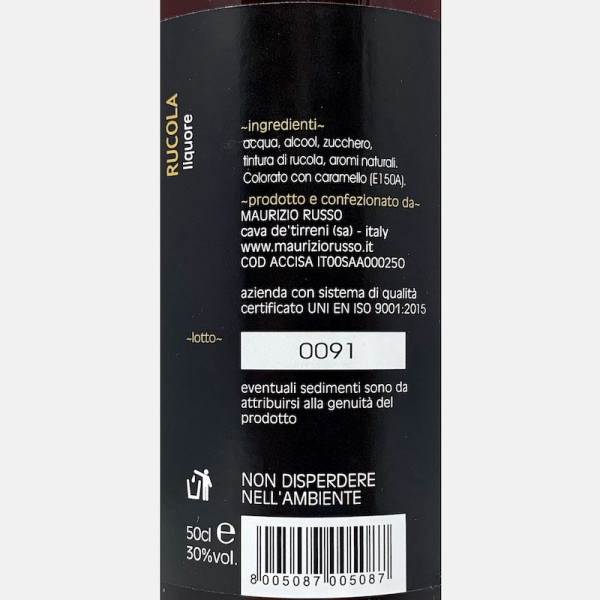 RUCOLA
liquore
~ingredienti~
acqua, alcool, zucchero,
tintura di rucola, aromi naturali.
Colorato con caramello (E150A).
~prodotto e confezionato da~
MAURIZIO RUSSO
cava de'tirreni (sa) - italy
www.mauriziorusso.it
COD ACCISA IT00SAA000250
azienda con sistema di qualità
certificato UNI EN ISO 9001:2015
~lotto~
0091
eventuali sedimenti sono da
attribuirsi alla genuità del
prodotto
NON DISPERDERE
NELL'AMBIENTE
50cl e
30%vol.
8 005087 005087